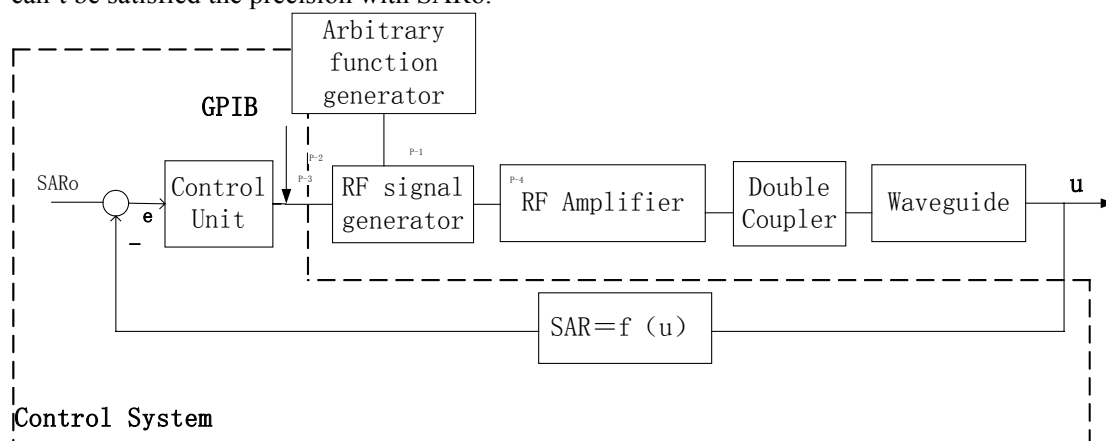 can't be satisfied the precision with SARo.
Arbitrary
function
generator
GPIB
P-1
P-2
P-3
SARo
e
−
Control
Unit
RF signal
generator
P-4
RF Amplifier
Double
Coupler
Waveguide
u
SAR＝f（u）
Control System